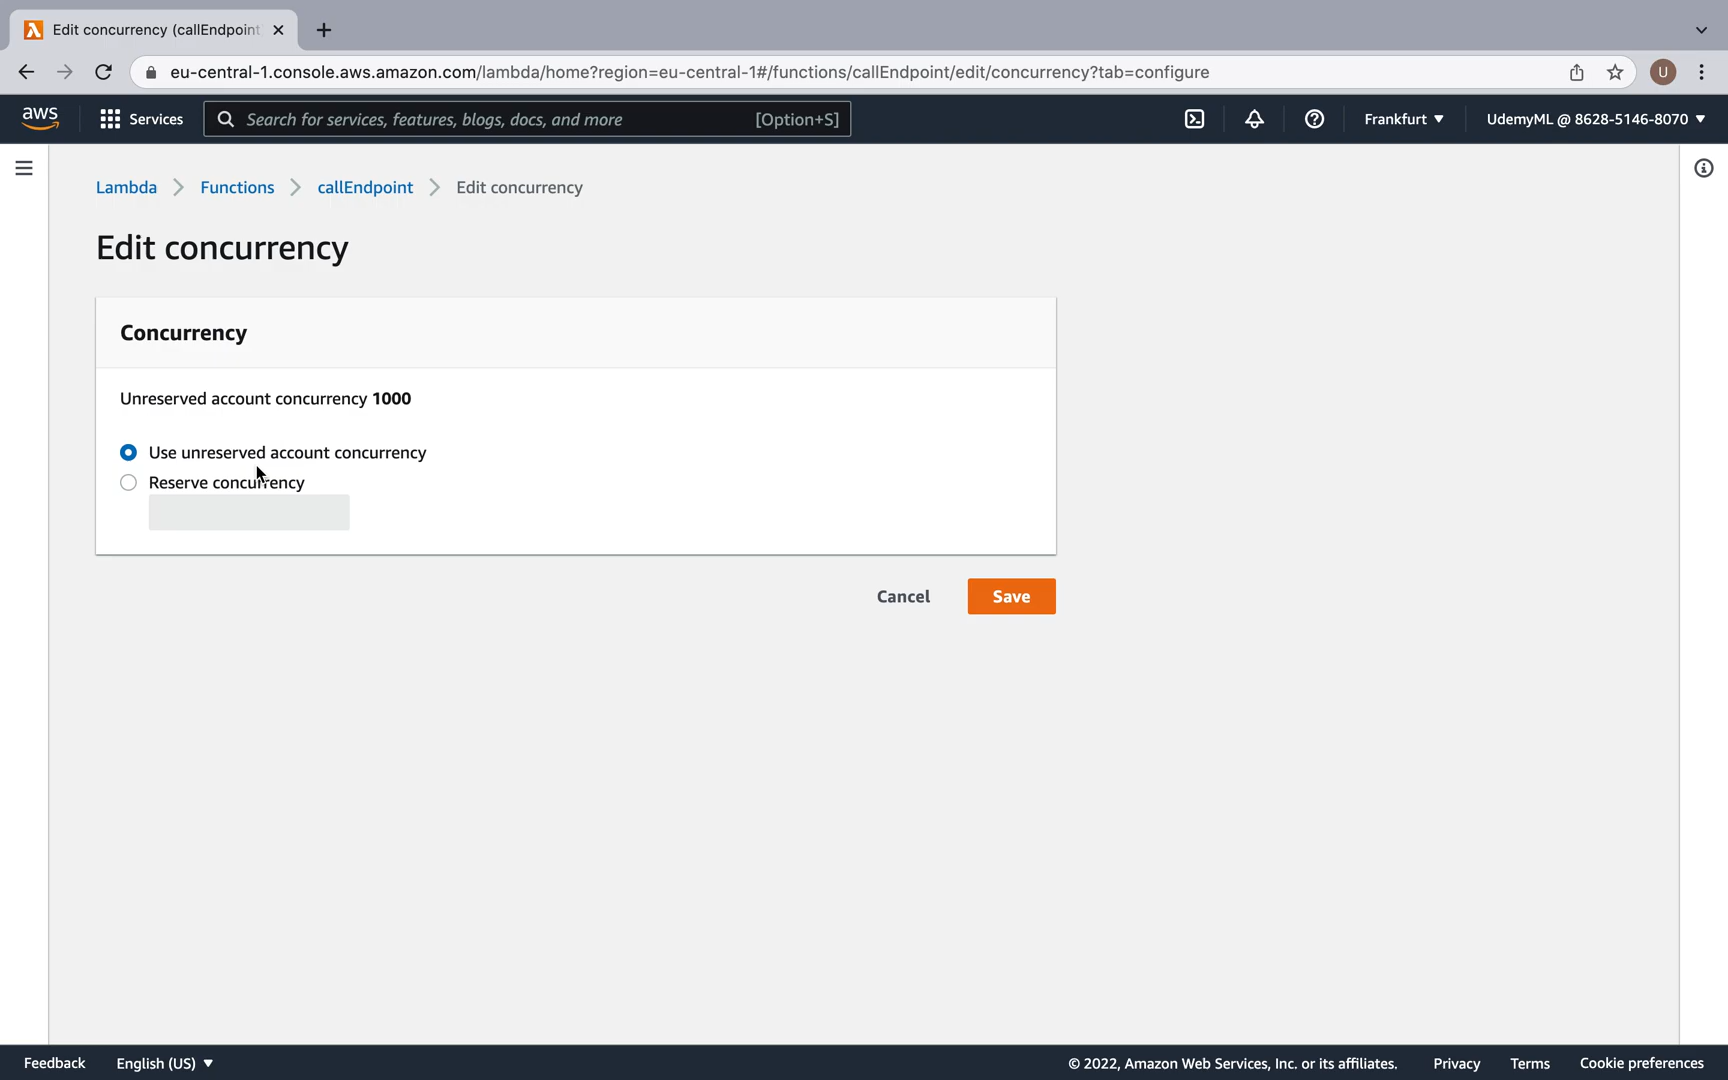 Edit concurrency (callEndpoint
eu-central-1.console.aws.amazon.com/lambda/home?region=eu-central-1#/functions/callEndpoint/edit/concurrency?tab=configure
U
aws
Services
Search for services, features, blogs, docs, and more
[Option+S]
Frankfurt
UdemyML @ 8628-5146-8070
Lambda
Functions
callEndpoint
Edit concurrency
Edit concurrency
Concurrency
Unreserved account concurrency 1000
Use unreserved account concurrency
Reserve concurrency
Cancel
Save
Feedback
English (US)
© 2022, Amazon Web Services, Inc. or its affiliates.
Privacy
Terms
Cookie preferences